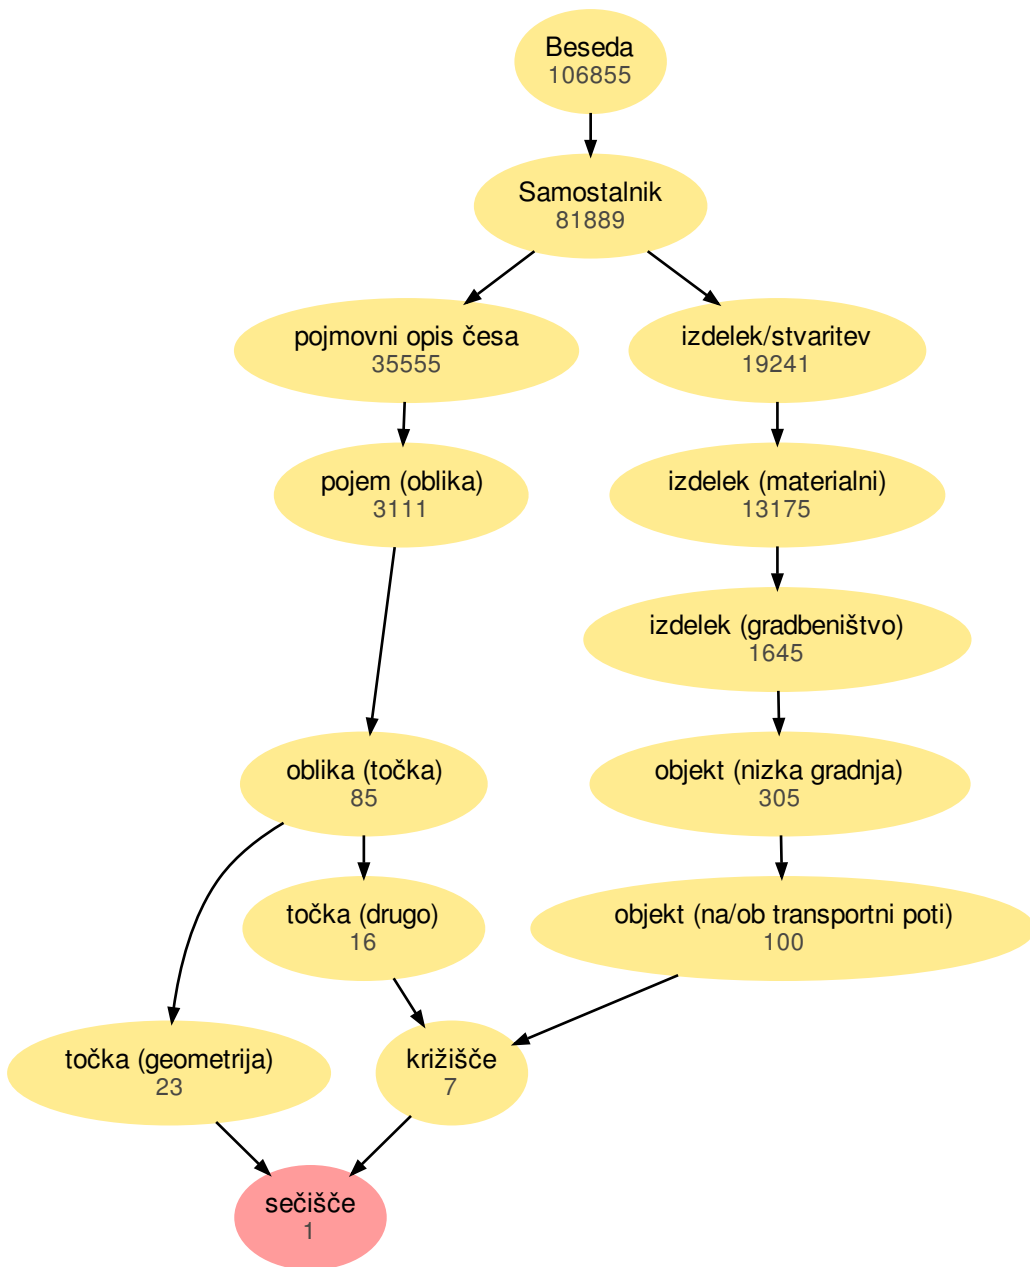 Beseda
106855
Samostalnik
81889
pojmovni opis česa
35555
izdelek/stvaritev
19241
pojem (oblika)
3111
izdelek (materialni)
13175
izdelek (gradbeništvo)
1645
oblika (točka)
85
objekt (nizka gradnja)
305
točka (drugo)
16
objekt (na/ob transportni poti)
100
točka (geometrija)
23
križišče
7
sečišče
1